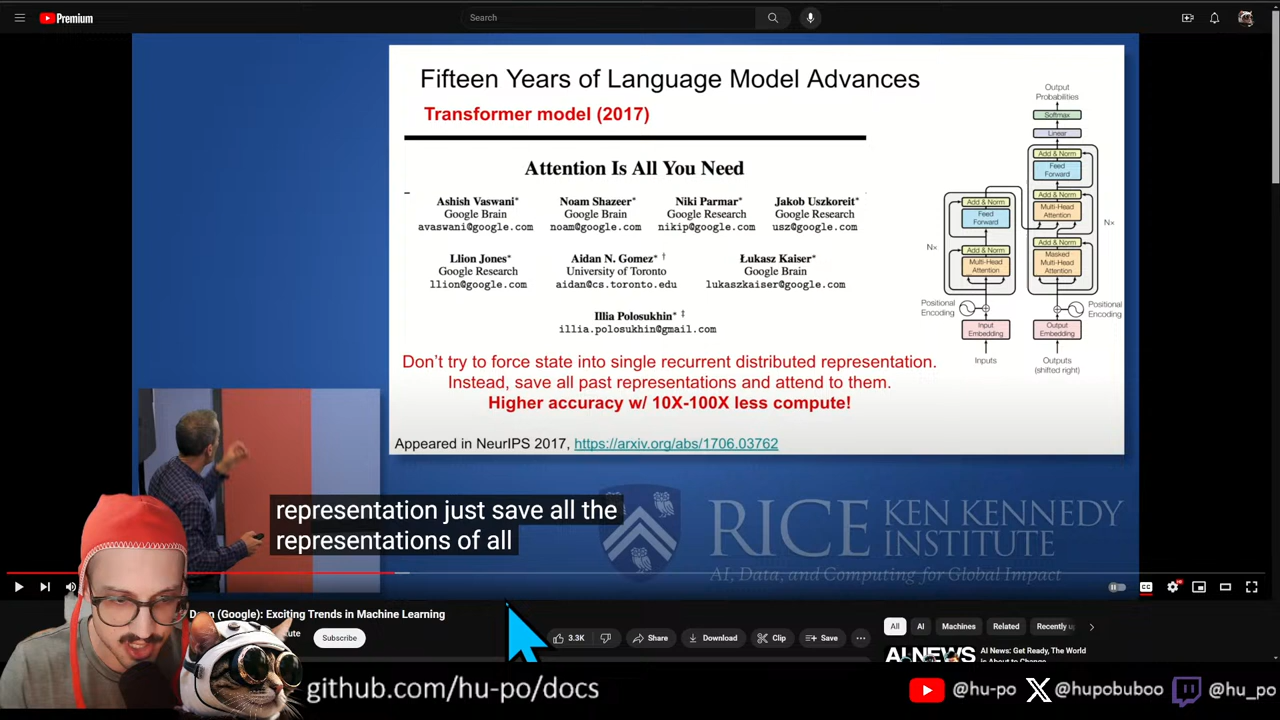 Premium
Search
Fifteen Years of Language Model Advances
Transformer model (2017)
Attention Is All You Need
Ashish Vaswani* Noam Shazeer* Niki Parmar* Jakob Uszkoreit*
Google Brain Google Brain Google Research Google Research
avaswani@google.com noam@google.com nikip@google.com usz@google.com
Llion Jones* Aidan N. Gomez* † Łukasz Kaiser*
Google Research University of Toronto Google Brain
llion@google.com aidan@cs.toronto.edu lukaszkaiser@google.com
Illia Polosukhin* ‡
illia.polosukhin@gmail.com
Don't try to force state into single recurrent distributed representation.
Instead, save all past representations and attend to them.
Higher accuracy w/ 10X-100X less compute!
Appeared in NeurIPS 2017, https://arxiv.org/abs/1706.03762
Output
Probabilities
Softmax
Linear
Add & Norm
Feed
Forward
Add & Norm
Multi-Head
Attention
Add & Norm
Masked
Multi-Head
Attention
Nx
Positional
Encoding
Output
Embedding
Outputs
(shifted right)
Add & Norm
Feed
Forward
Add & Norm
Multi-Head
Attention
Nx
Positional
Encoding
Input
Embedding
Inputs
representation just save all the
representations of all
RICE KEN KENNEDY
INSTITUTE
AI, Data, and Computing for Global Impact
(Google): Exciting Trends in Machine Learning
Subscribe
3.3K
Share
Download
Clip
Save
All AI Machines Related Recently
AI NEWS
AI News: Get Ready, The World
github.com/hu-po/docs
@hu-po @hupobuboo @hu_po